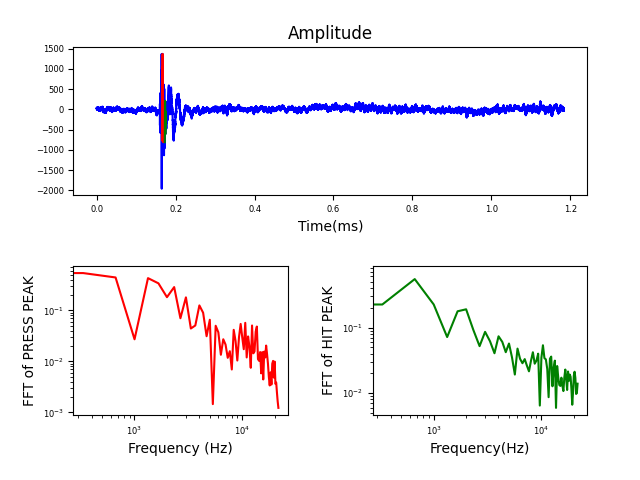 Amplitude
1500
1000
500
0
−500
−1000
−1500
−2000
0.0 0.2 0.4 0.6 0.8 1.0 1.2
Time(ms)
FFT of PRESS PEAK
10⁻¹
10⁻²
10⁻³
10³ 10⁴
Frequency (Hz)
FFT of HIT PEAK
10⁻¹
10⁻²
10³ 10⁴
Frequency(Hz)